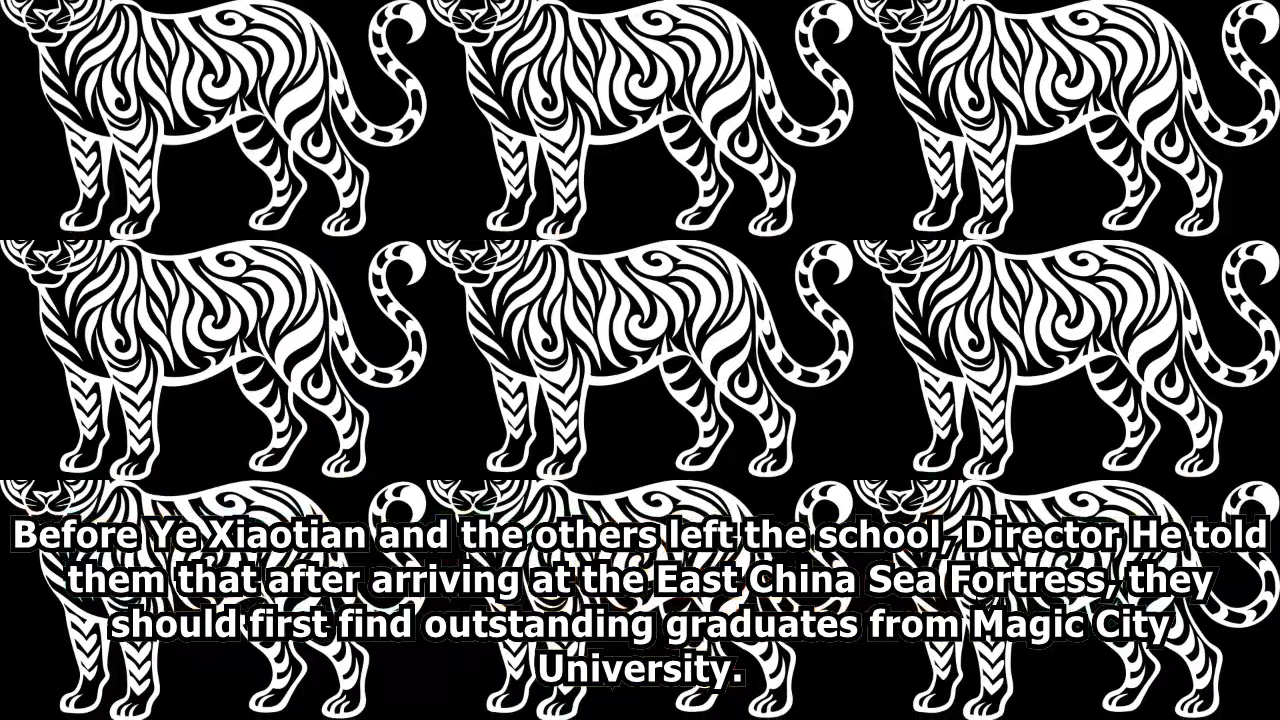 Before Ye Xiaotian and the others left the school, Director He told
them that after arriving at the East China Sea Fortress, they
should first find outstanding graduates from Magic City
University.